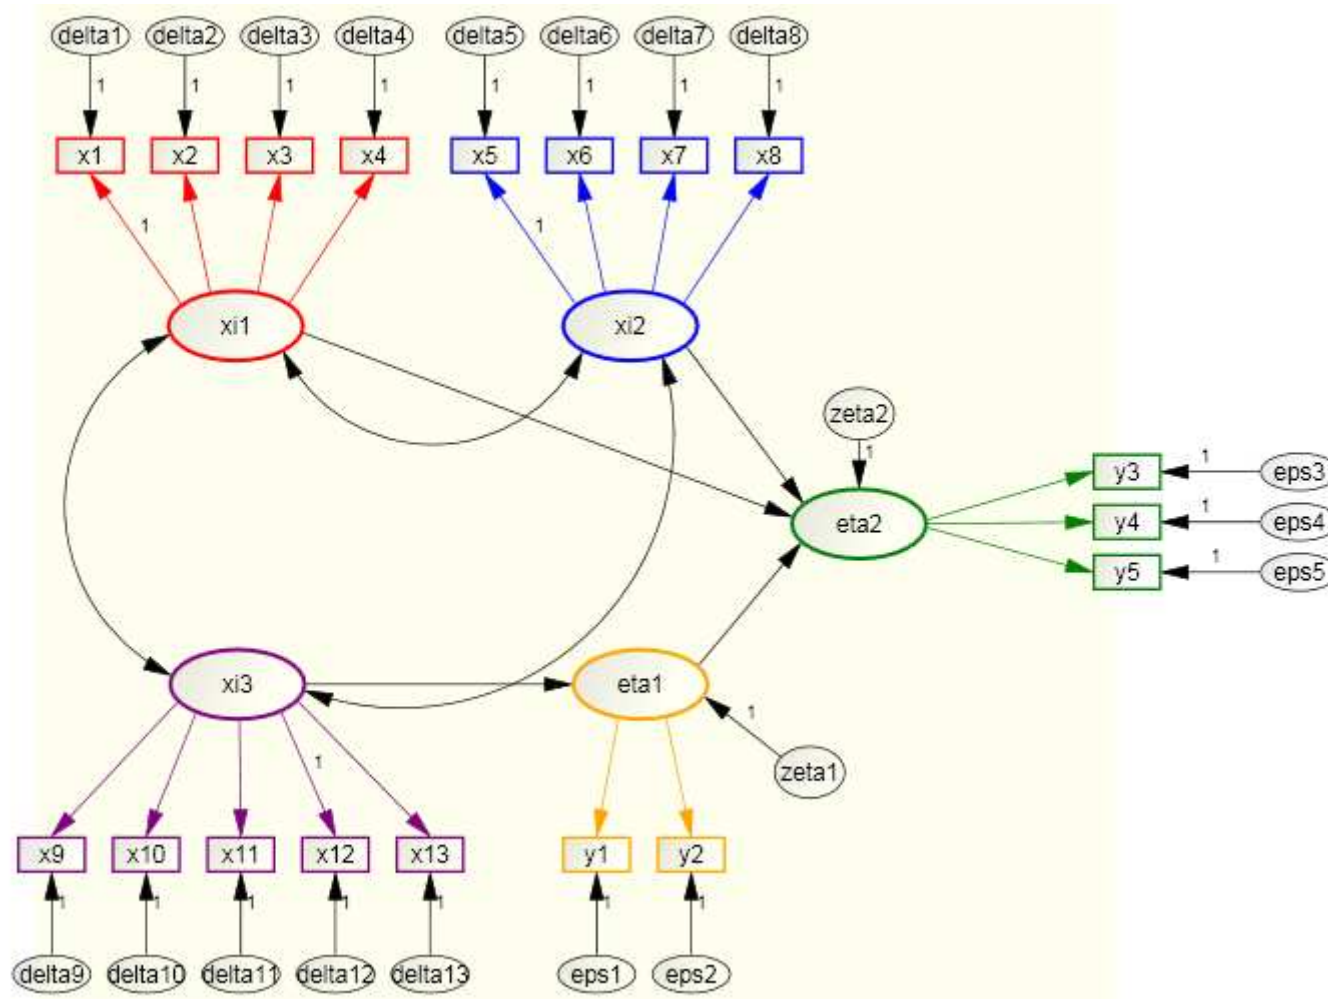 delta1 delta2 delta3 delta4 delta5 delta6 delta7 delta8
1 1 1 1 1 1 1 1
x1 x2 x3 x4 x5 x6 x7 x8
1 1
xi1 xi2
zeta2
1
y3 1 eps3
eta2 y4 1 eps4
y5 1 eps5
xi3 eta1
1
1
zeta1
x9 x10 x11 x12 x13 y1 y2
1 1 1 1 1 1 1
delta9 delta10 delta11 delta12 delta13 eps1 eps2